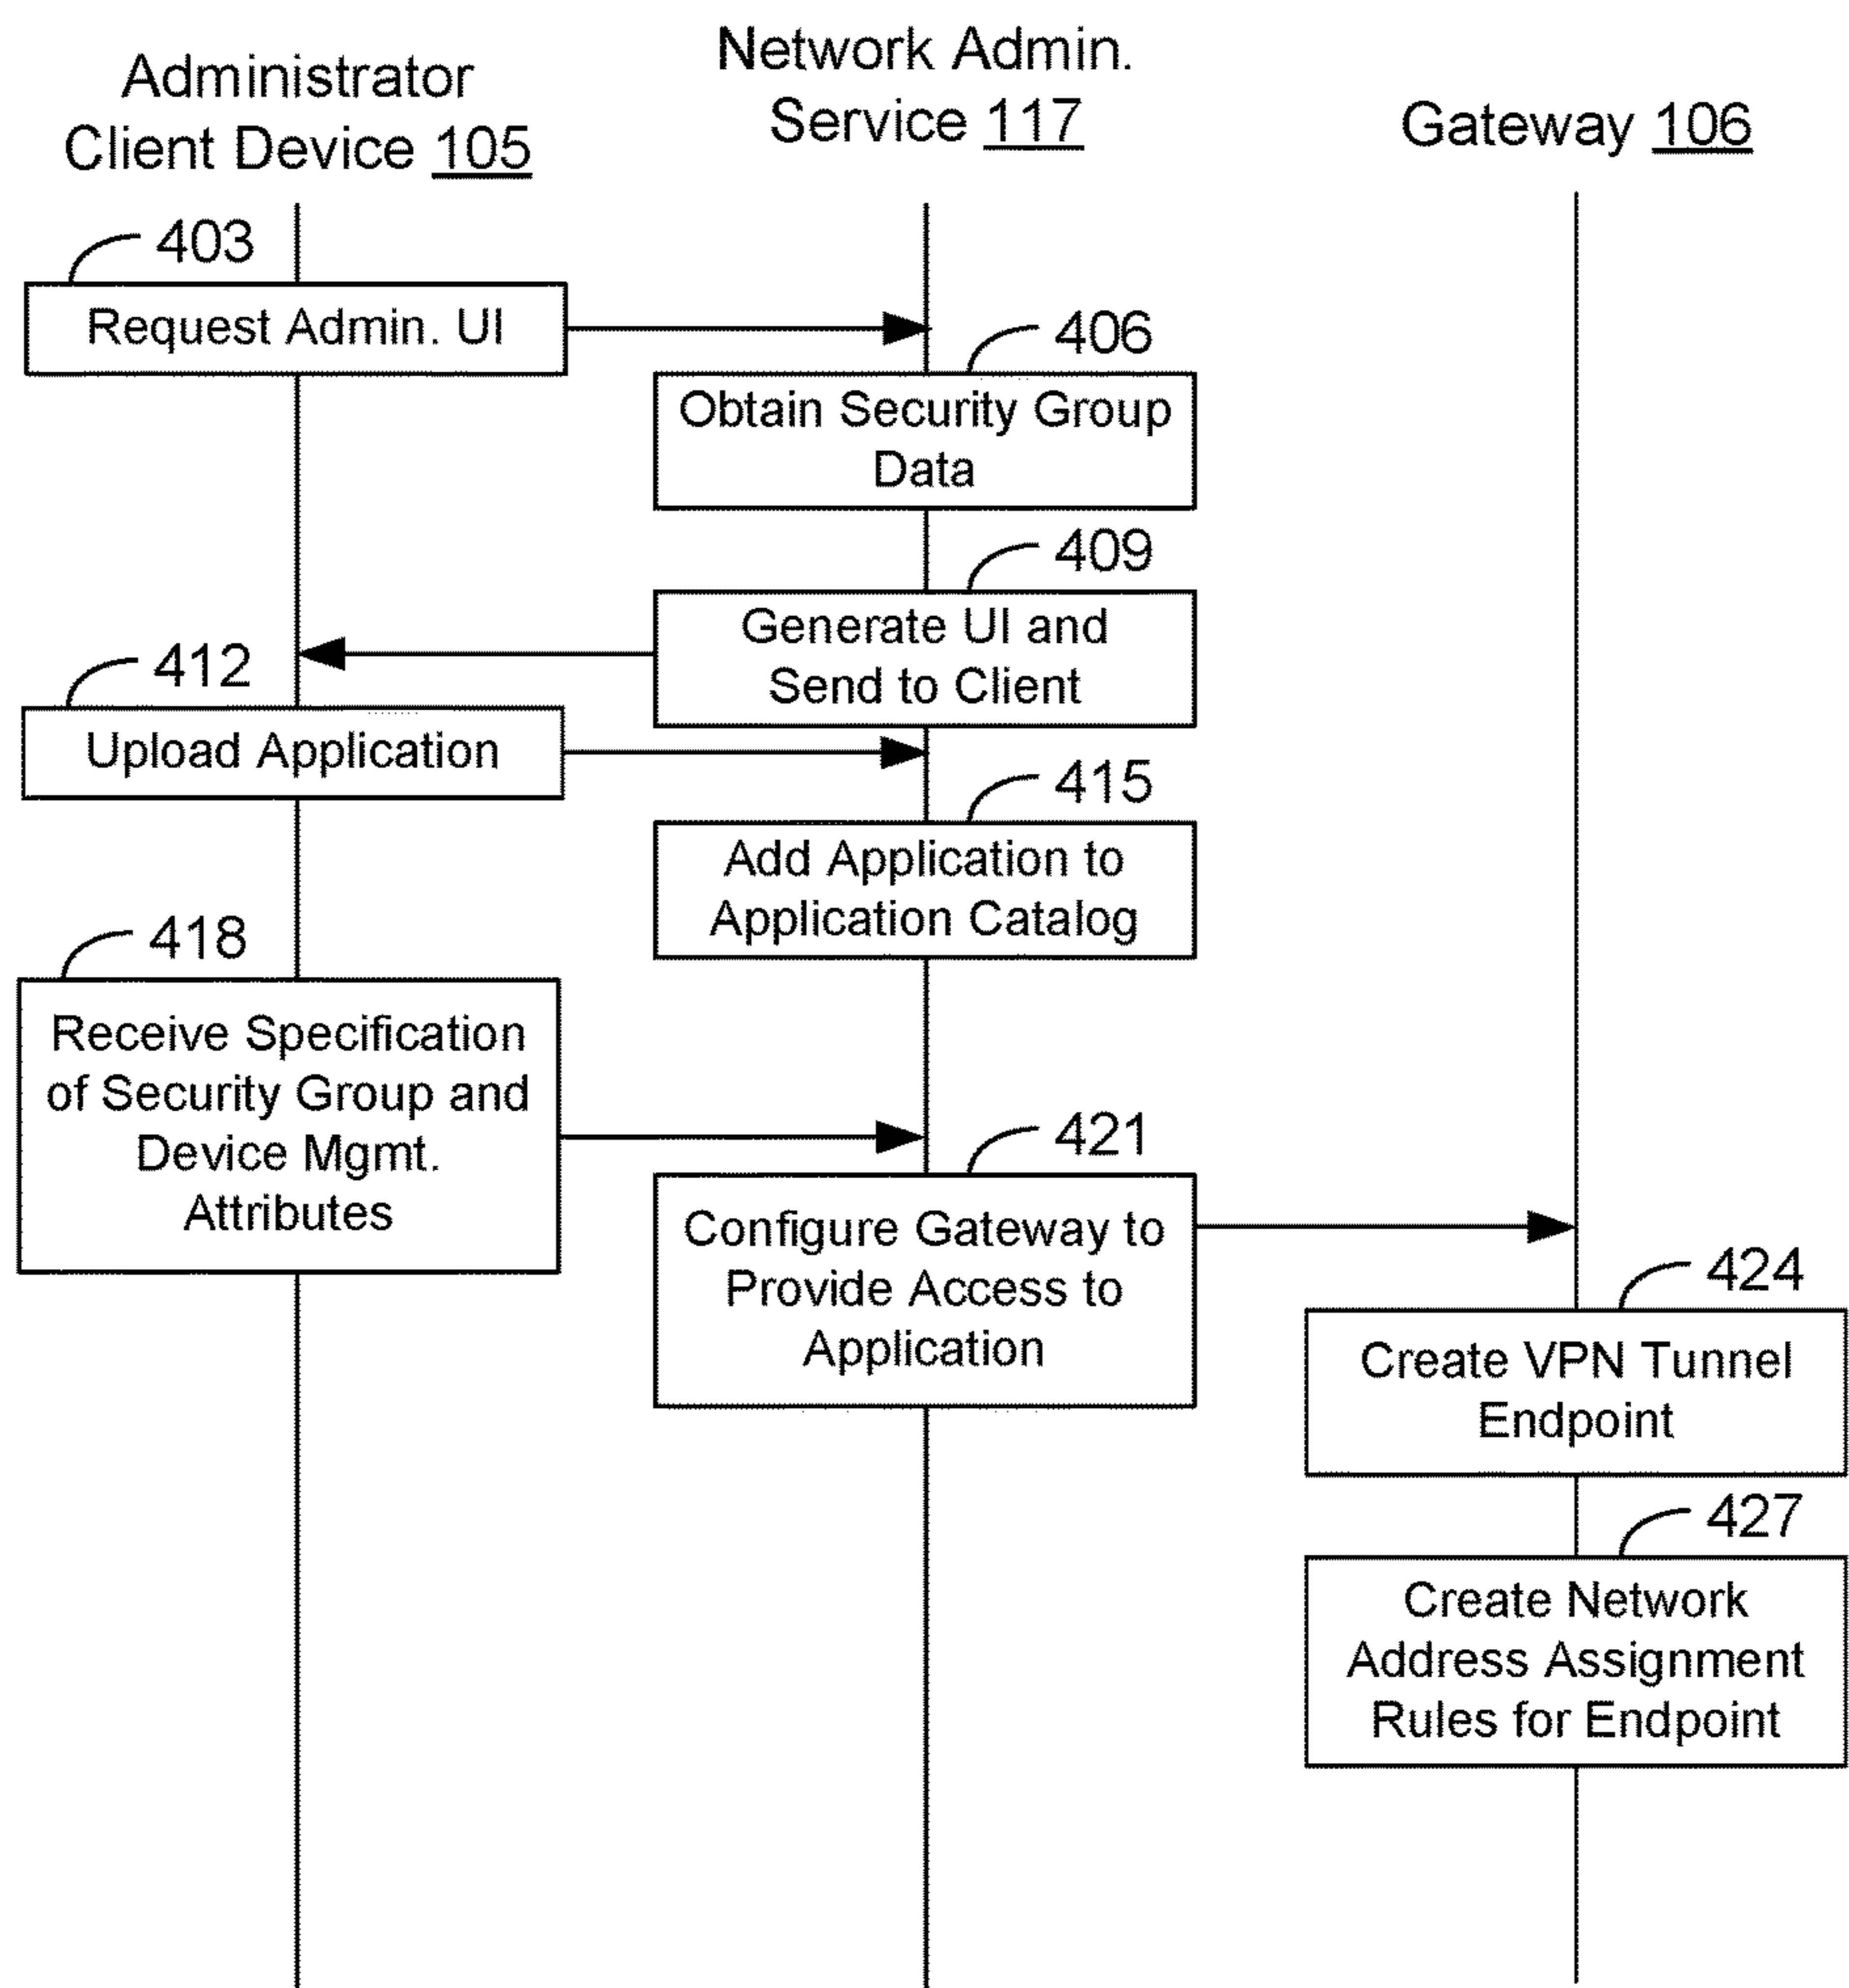 Administrator
Client Device 105
Network Admin.
Service 117
Gateway 106
403
Request Admin. UI
406
Obtain Security Group
Data
409
Generate UI and
Send to Client
412
Upload Application
415
Add Application to
Application Catalog
418
Receive Specification
of Security Group and
Device Mgmt.
Attributes
421
Configure Gateway to
Provide Access to
Application
424
Create VPN Tunnel
Endpoint
427
Create Network
Address Assignment
Rules for Endpoint